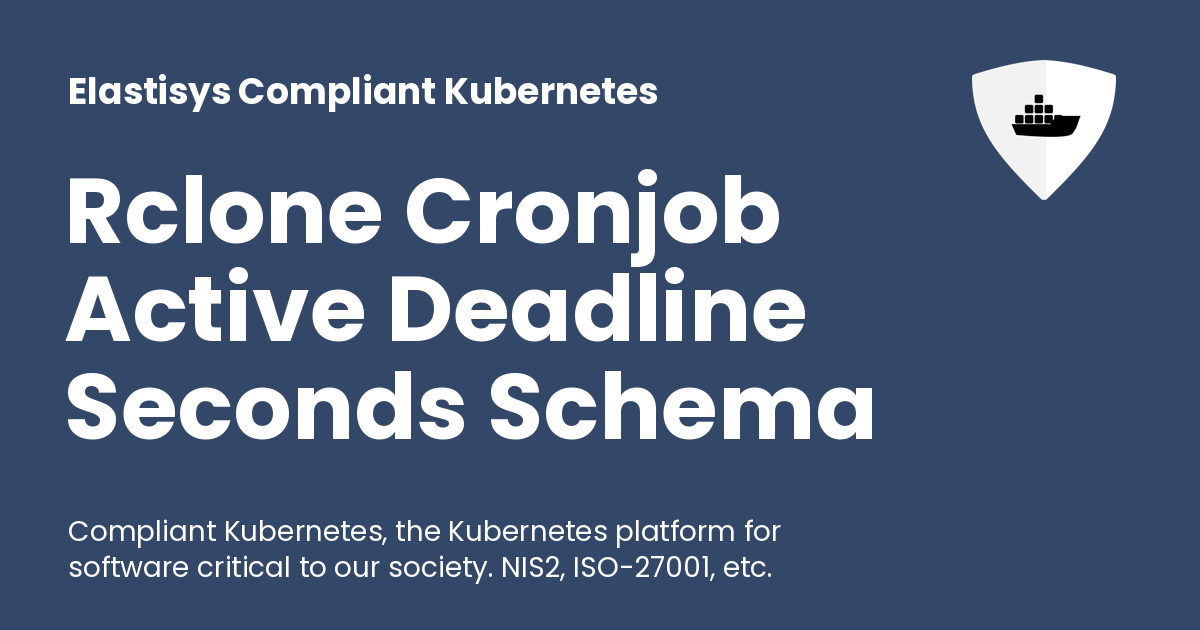 Elastisys Compliant Kubernetes
Rclone Cronjob
Active Deadline
Seconds Schema
Compliant Kubernetes, the Kubernetes platform for
software critical to our society. NIS2, ISO-27001, etc.